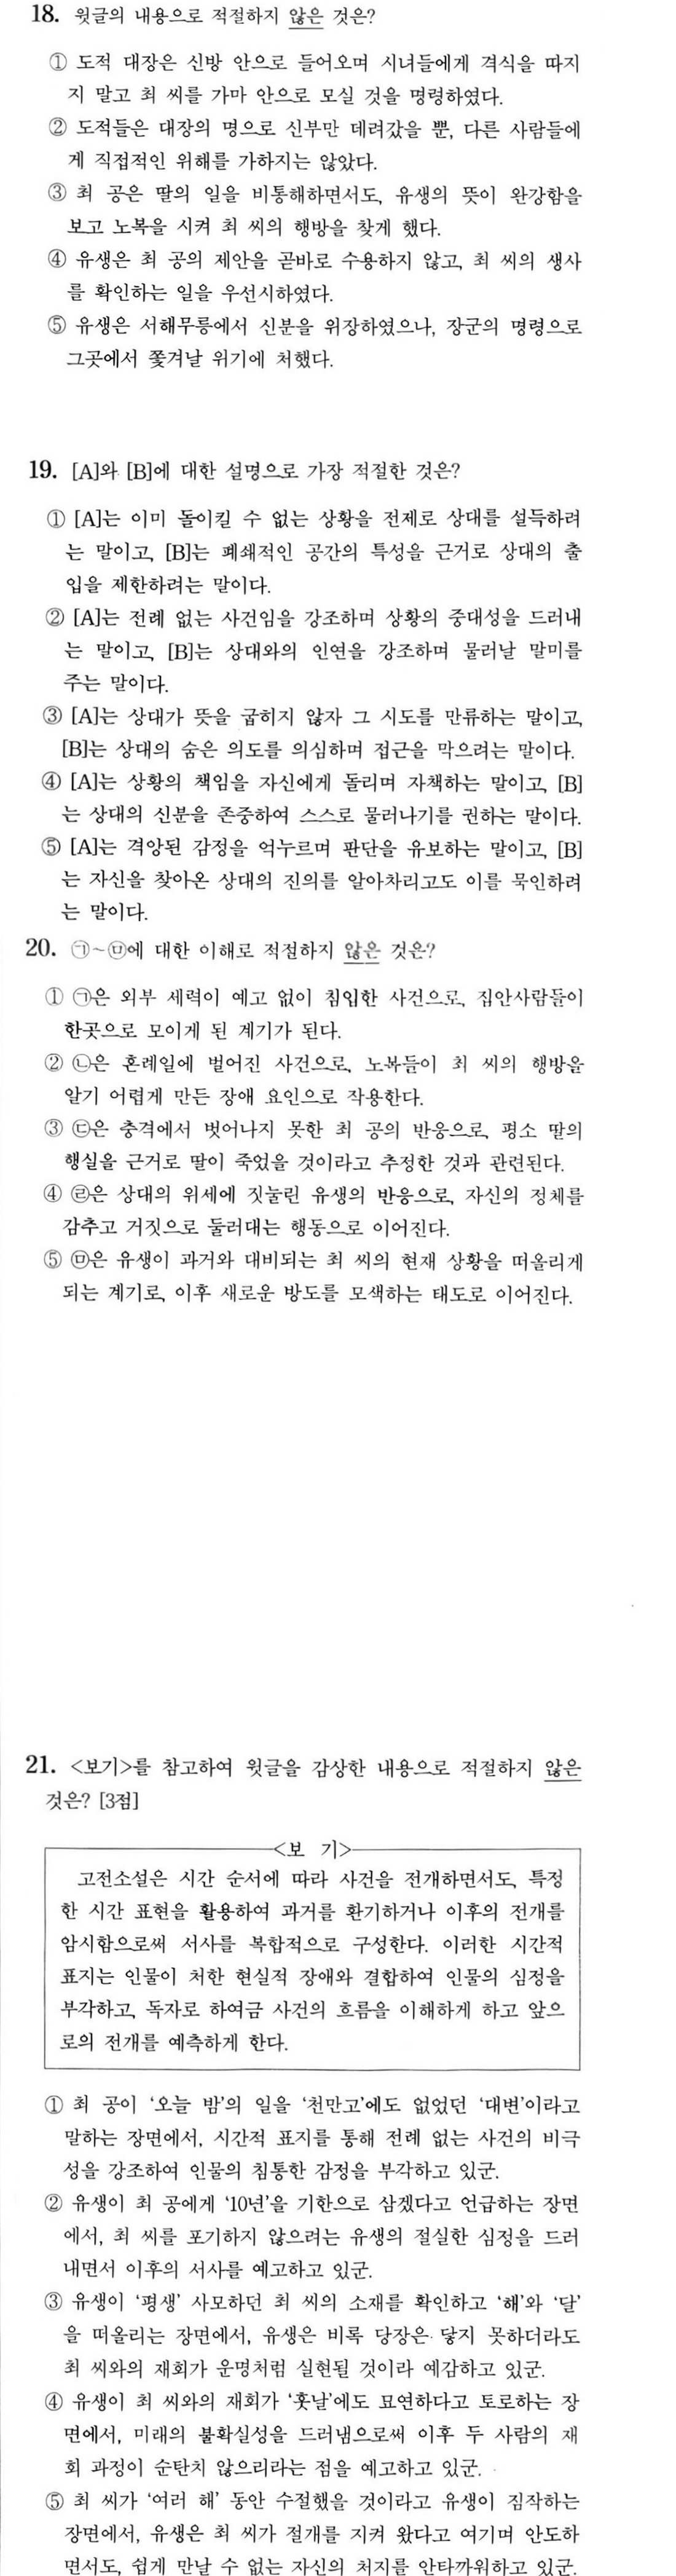 18. 윗글의 내용으로 적절하지 않은 것은?
① 도적 대장은 신방 안으로 들어오며 시녀들에게 격식을 따지
지 말고 최 씨를 가마 안으로 모실 것을 명령하였다.
② 도적들은 대장의 명으로 신부만 데려갔을 뿐, 다른 사람들에
게 직접적인 위해를 가하지는 않았다.
③ 최 공은 딸의 일을 비통해하면서도, 유생의 뜻이 완강함을
보고 노복을 시켜 최 씨의 행방을 찾게 했다.
④ 유생은 최 공의 제안을 곧바로 수용하지 않고, 최 씨의 생사
를 확인하는 일을 우선시하였다.
⑤ 유생은 서해무릉에서 신분을 위장하였으나, 장군의 명령으로
그곳에서 쫓겨날 위기에 처했다.
19. [A]와 [B]에 대한 설명으로 가장 적절한 것은?
① [A]는 이미 돌이킬 수 없는 상황을 전제로 상대를 설득하려
는 말이고, [B]는 폐쇄적인 공간의 특성을 근거로 상대의 출
입을 제한하려는 말이다.
② [A]는 전례 없는 사건임을 강조하며 상황의 중대성을 드러내
는 말이고, [B]는 상대와의 인연을 강조하며 물러날 말미를
주는 말이다.
③ [A]는 상대가 뜻을 굽히지 않자 그 시도를 만류하는 말이고,
[B]는 상대의 숨은 의도를 의심하며 접근을 막으려는 말이다.
④ [A]는 상황의 책임을 자신에게 돌리며 자책하는 말이고, [B]
는 상대의 신분을 존중하여 스스로 물러나기를 권하는 말이다.
⑤ [A]는 격앙된 감정을 억누르며 판단을 유보하는 말이고, [B]
는 자신을 찾아온 상대의 진의를 알아차리고도 이를 묵인하려
는 말이다.
20. ㉠~㉤에 대한 이해로 적절하지 않은 것은?
① ㉠은 외부 세력이 예고 없이 침입한 사건으로, 집안사람들이
한곳으로 모이게 된 계기가 된다.
② ㉡은 혼례일에 벌어진 사건으로, 노복들이 최 씨의 행방을
알기 어렵게 만든 장애 요인으로 작용한다.
③ ㉢은 충격에서 벗어나지 못한 최 공의 반응으로, 평소 딸의
행실을 근거로 딸이 죽었을 것이라고 추정한 것과 관련된다.
④ ㉣은 상대의 위세에 짓눌린 유생의 반응으로, 자신의 정체를
감추고 거짓으로 둘러대는 행동으로 이어진다.
⑤ ㉤은 유생이 과거와 대비되는 최 씨의 현재 상황을 떠올리게
되는 계기로, 이후 새로운 방도를 모색하는 태도로 이어진다.
21. <보기>를 참고하여 윗글을 감상한 내용으로 적절하지 않은
것은? [3점]
<보 기>
고전소설은 시간 순서에 따라 사건을 전개하면서도, 특정
한 시간 표현을 활용하여 과거를 환기하거나 이후의 전개를
암시함으로써 서사를 복합적으로 구성한다. 이러한 시간적
표지는 인물이 처한 현실적 장애와 결합하여 인물의 심정을
부각하고, 독자로 하여금 사건의 흐름을 이해하게 하고 앞으
로의 전개를 예측하게 한다.
① 최 공이 ‘오늘 밤’의 일을 ‘천만고’에도 없었던 ‘대변’이라고
말하는 장면에서, 시간적 표지를 통해 전례 없는 사건의 비극
성을 강조하여 인물의 침통한 감정을 부각하고 있군.
② 유생이 최 공에게 ‘10년’을 기한으로 삼겠다고 언급하는 장면
에서, 최 씨를 포기하지 않으려는 유생의 절실한 심정을 드러
내면서 이후의 서사를 예고하고 있군.
③ 유생이 ‘평생’ 사모하던 최 씨의 소재를 확인하고 ‘해’와 ‘달’
을 떠올리는 장면에서, 유생은 비록 당장은 닿지 못하더라도
최 씨와의 재회가 운명처럼 실현될 것이라 예감하고 있군.
④ 유생이 최 씨와의 재회가 ‘훗날’에도 묘연하다고 토로하는 장
면에서, 미래의 불확실성을 드러냄으로써 이후 두 사람의 재
회 과정이 순탄치 않으리라는 점을 예고하고 있군.
⑤ 최 씨가 ‘여러 해’ 동안 수절했을 것이라고 유생이 짐작하는
장면에서, 유생은 최 씨가 절개를 지켜 왔다고 여기며 안도하
면서도, 쉽게 만날 수 없는 자신의 처지를 안타까워하고 있군.